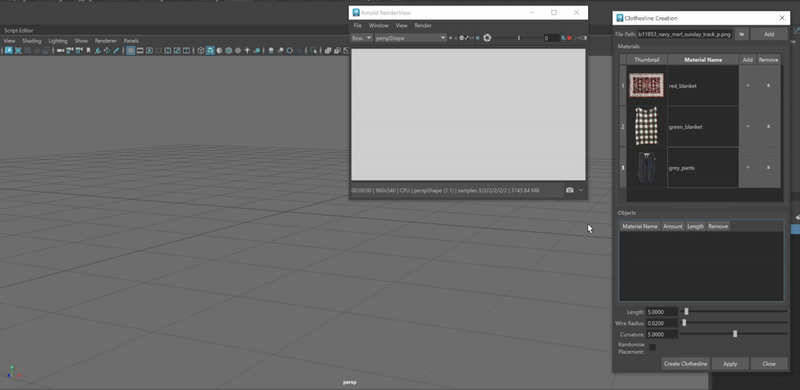 Script Editor
View Shading Lighting Show Renderer Panels
persp
Arnold RenderView
File Window View Render
Beau perspShape 0
00:00:00 | 960x540 | CPU | perspShape (1:1) | samples 3/2/2/2/2/2 | 3743.84 MB
Clothesline Creation
File Path: b11853_navy_marl_sunday_track_p.png Add
Materials
Thumbnail Material Name Add Remove
1 red_blanket
2 green_blanket
3 grey_pants
Objects
Material Name Amount Length Remove
Length: 5.0000
Wire Radius: 0.0200
Curvature: 5.0000
Randomise
Placement:
Create Clothesline Apply Close